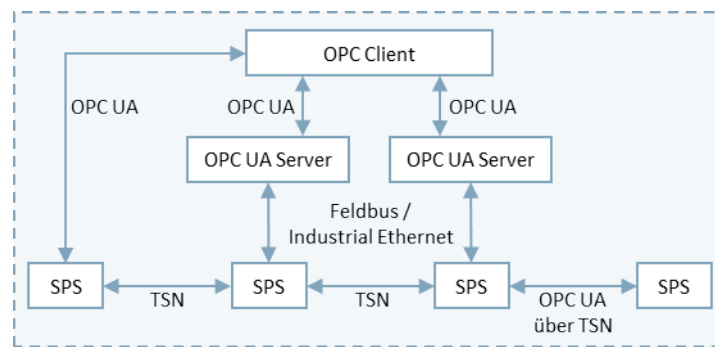 OPC Client
OPC UA
OPC UA
OPC UA
OPC UA Server
OPC UA Server
Feldbus /
Industrial Ethernet
SPS
SPS
SPS
SPS
TSN
TSN
OPC UA
über TSN